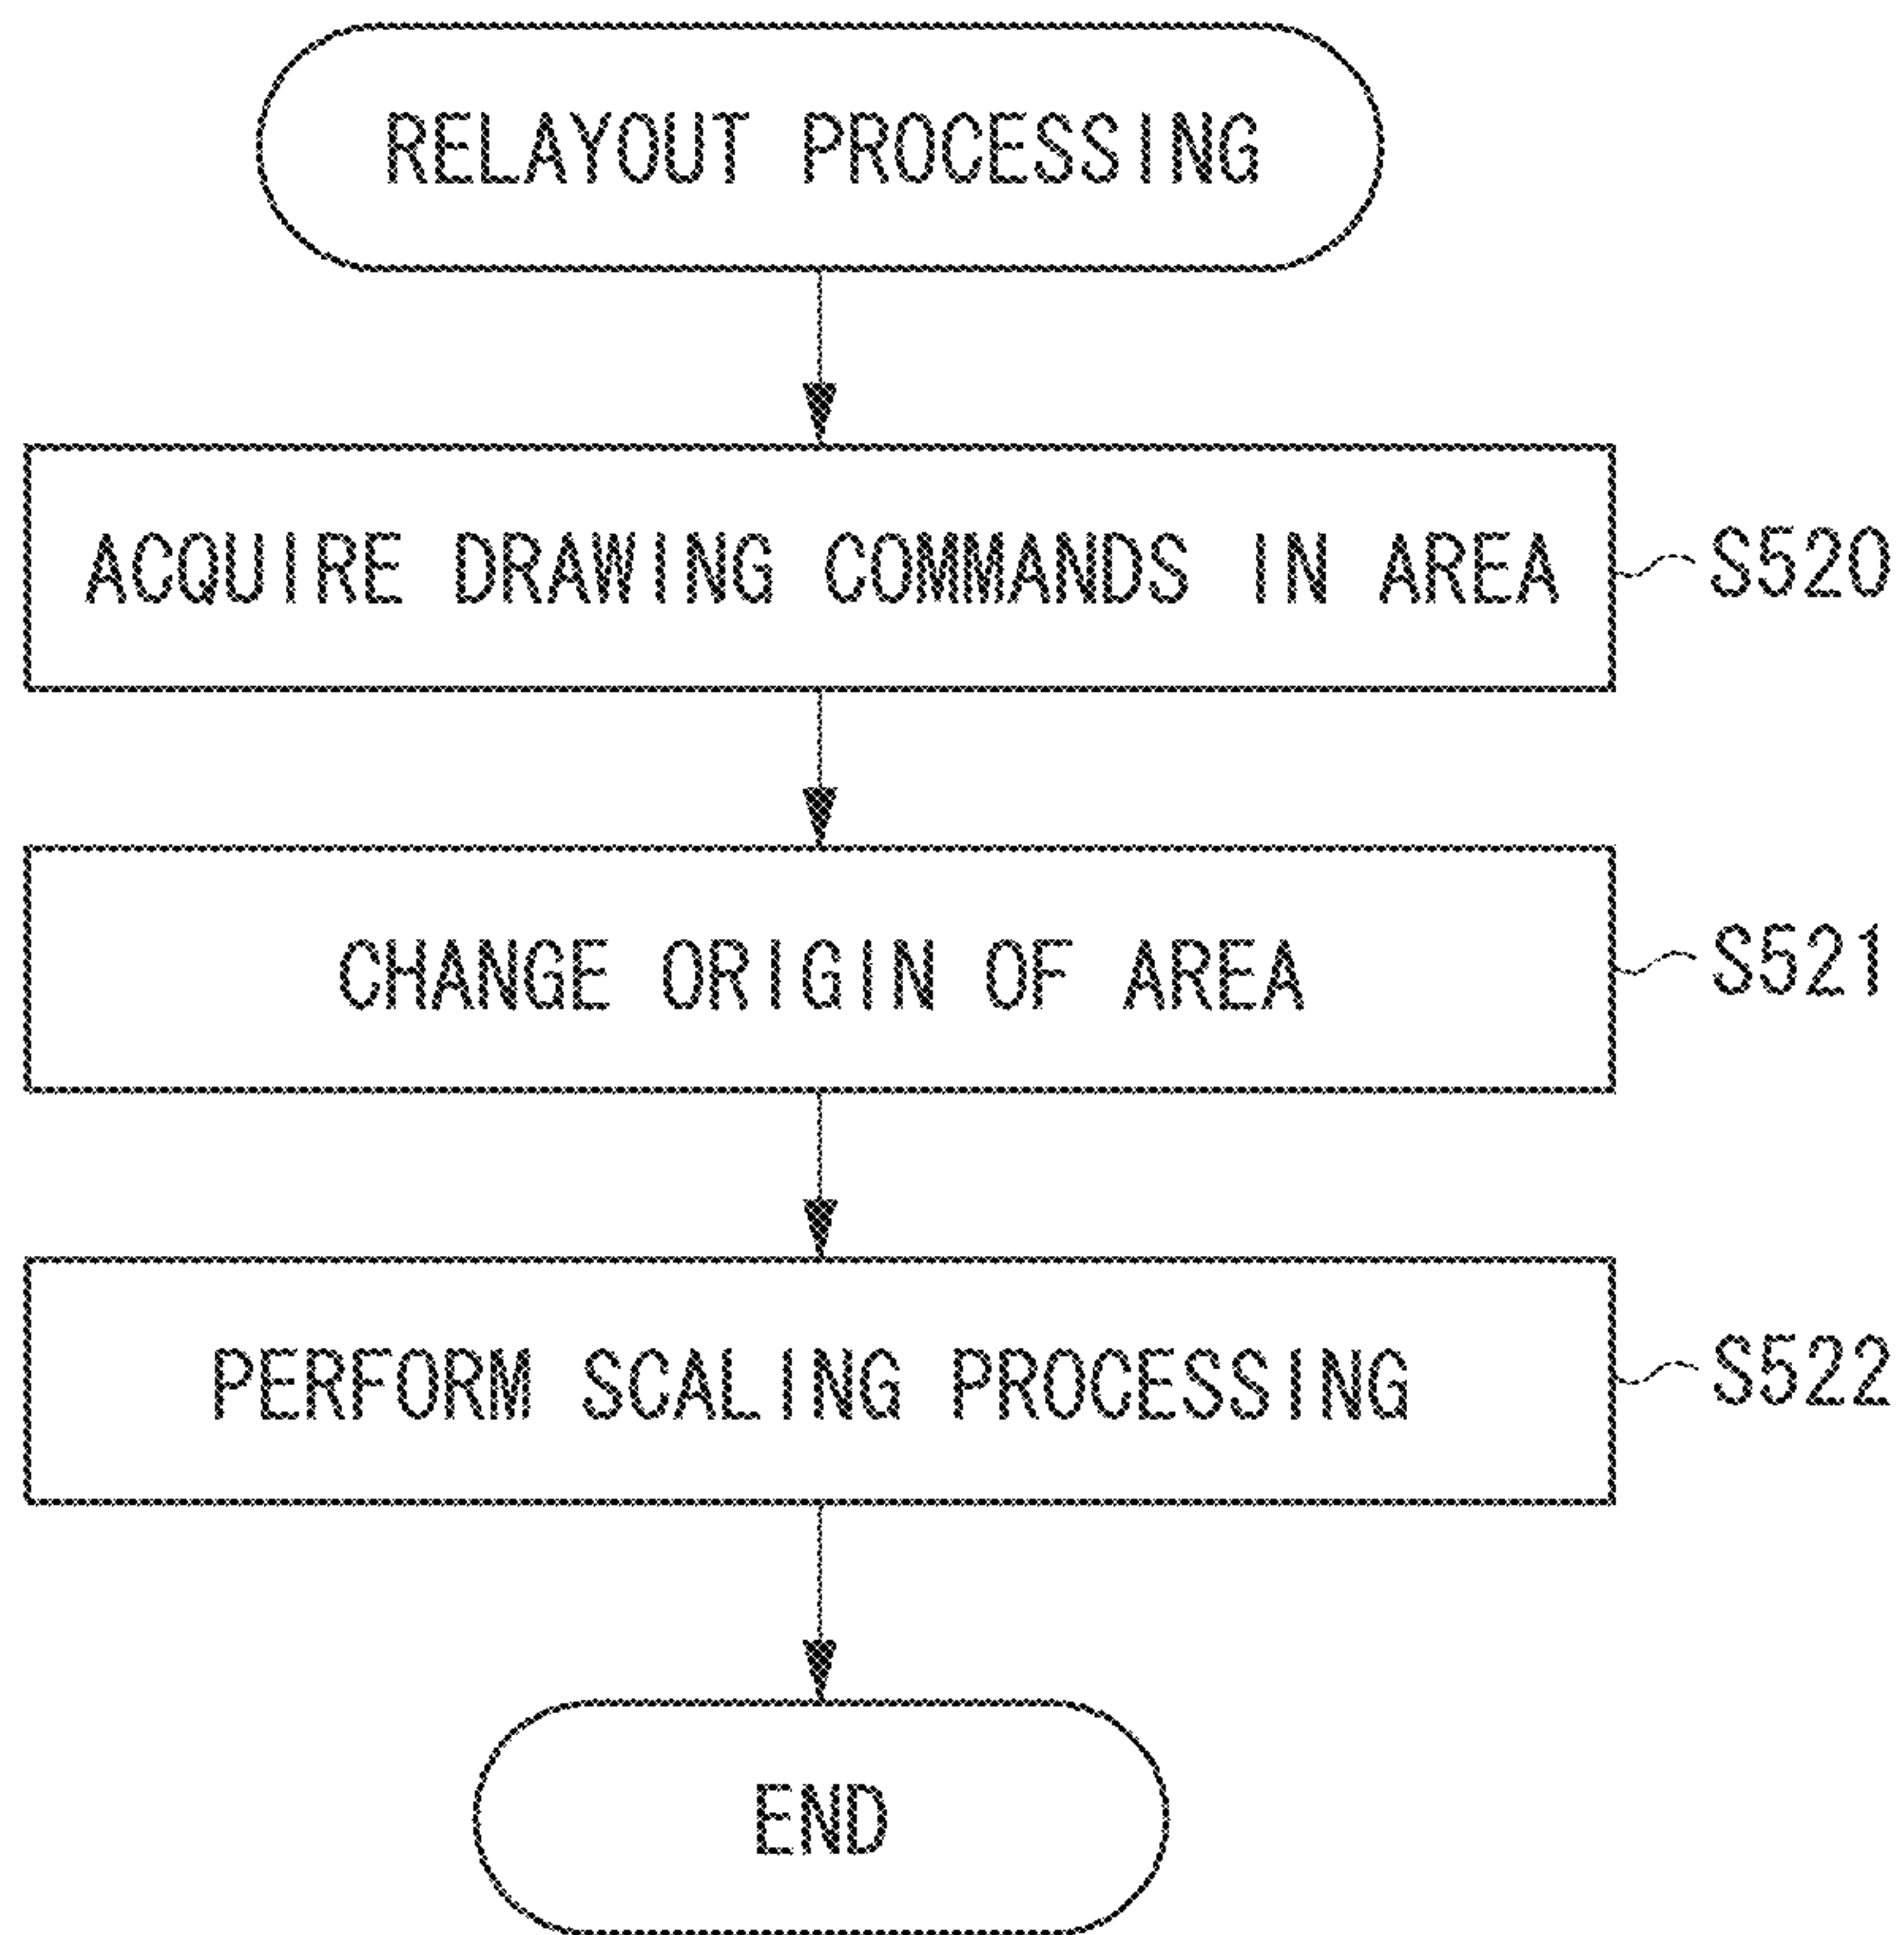 RELAYOUT PROCESSING
ACQUIRE DRAWING COMMANDS IN AREA
S520
CHANGE ORIGIN OF AREA
S521
PERFORM SCALING PROCESSING
S522
END